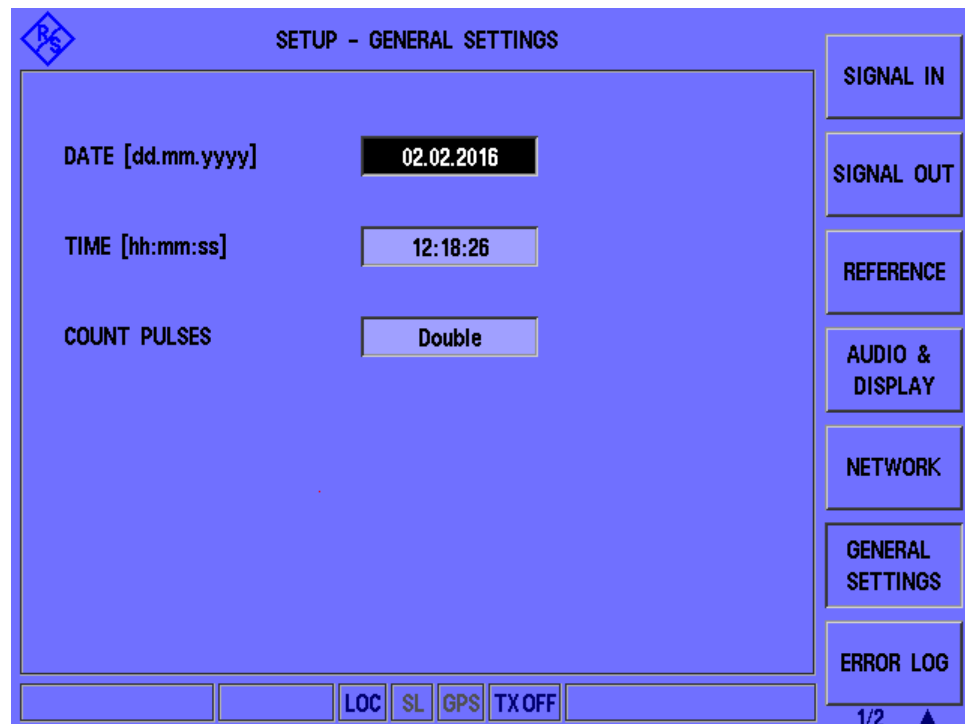 R/S
SETUP - GENERAL SETTINGS
DATE [dd.mm.yyyy]
02.02.2016
TIME [hh:mm:ss]
12:18:26
COUNT PULSES
Double
SIGNAL IN
SIGNAL OUT
REFERENCE
AUDIO &
DISPLAY
NETWORK
GENERAL
SETTINGS
ERROR LOG
LOC
SL
GPS
TX OFF
1/2